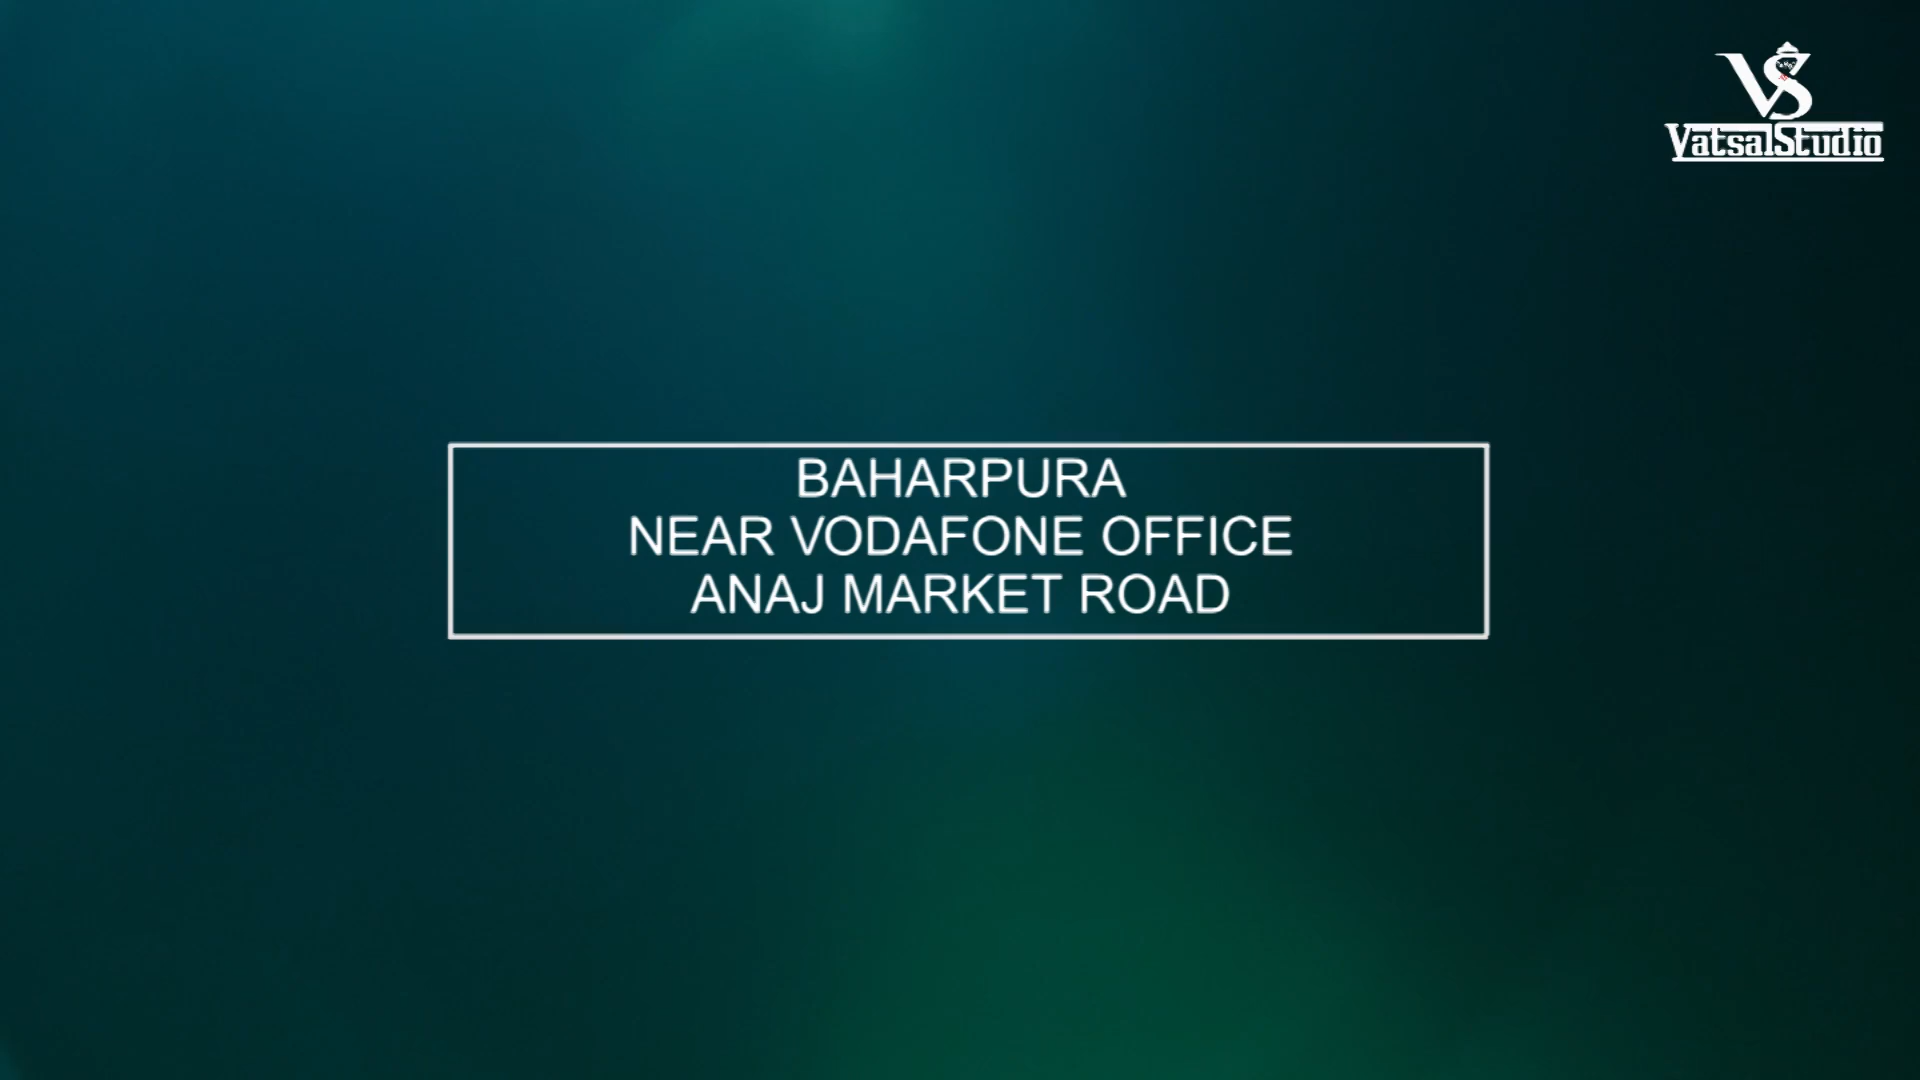 VS
VatsalStudio
BAHARPURA
NEAR VODAFONE OFFICE
ANAJ MARKET ROAD